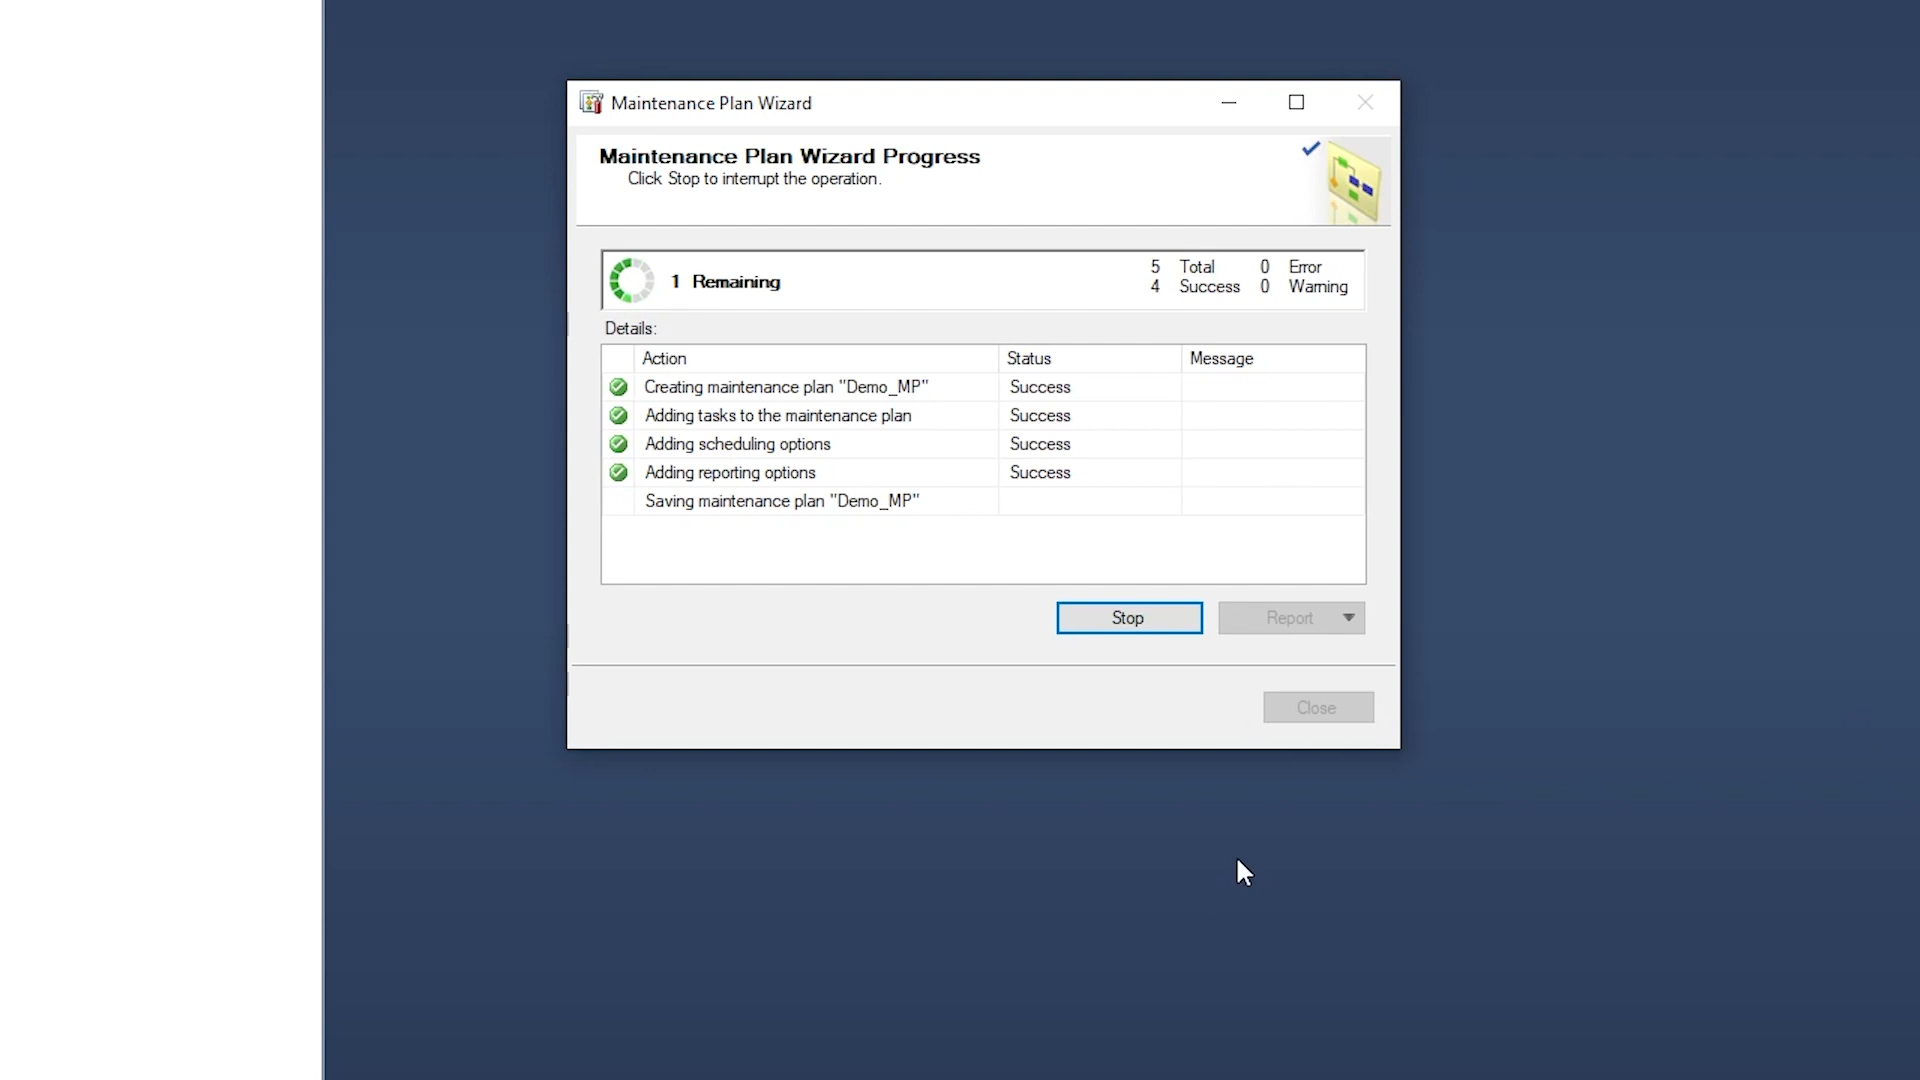 Maintenance Plan Wizard
Maintenance Plan Wizard Progress
Click Stop to interrupt the operation.
1 Remaining
5 Total 0 Error
4 Success 0 Warning
Details:
Action Status Message
Creating maintenance plan "Demo_MP" Success
Adding tasks to the maintenance plan Success
Adding scheduling options Success
Adding reporting options Success
Saving maintenance plan "Demo_MP"
Stop Report
Close